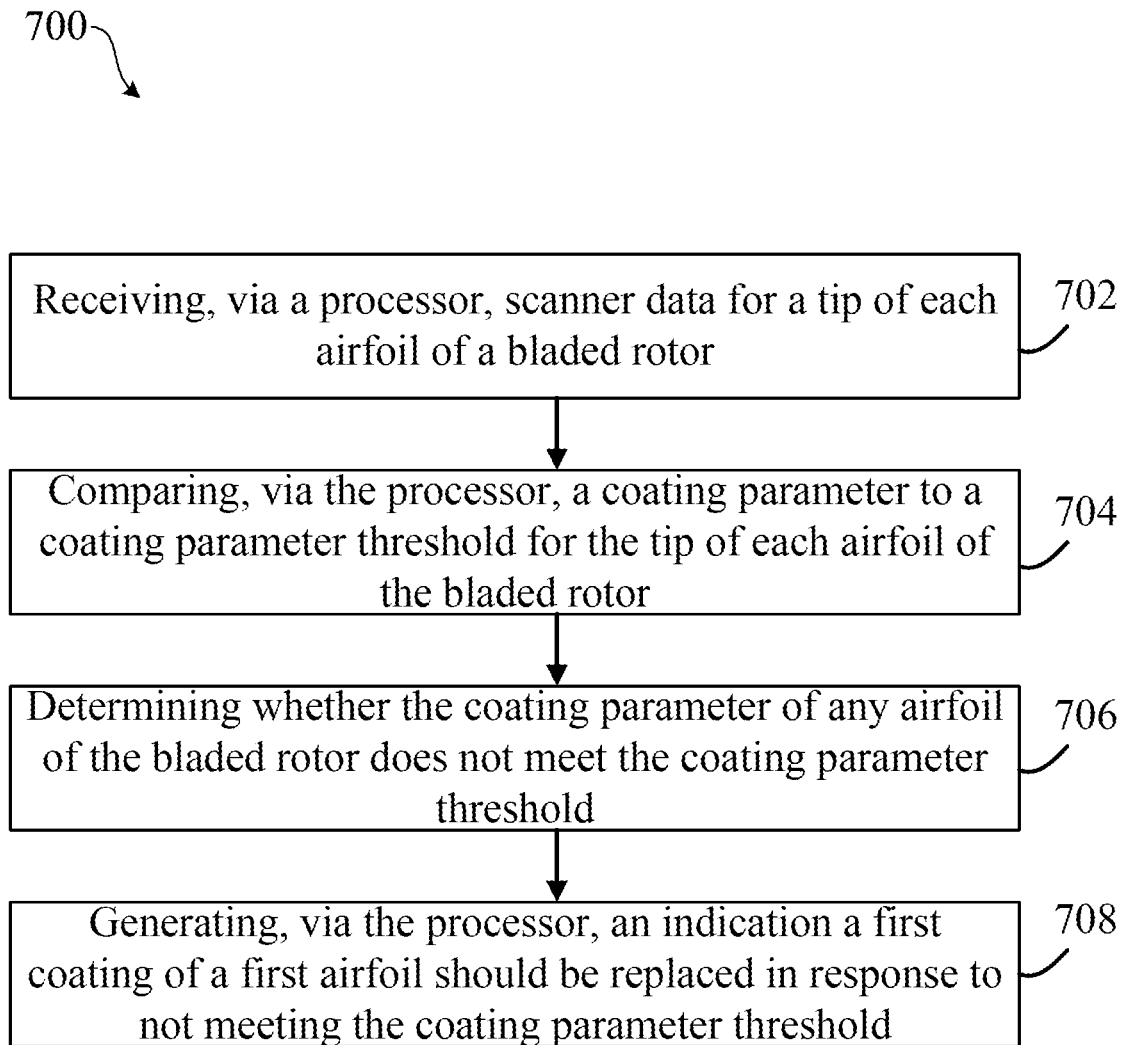 700
Receiving, via a processor, scanner data for a tip of each
airfoil of a bladed rotor
702
Comparing, via the processor, a coating parameter to a
coating parameter threshold for the tip of each airfoil of
the bladed rotor
704
Determining whether the coating parameter of any airfoil
of the bladed rotor does not meet the coating parameter
threshold
706
Generating, via the processor, an indication a first
coating of a first airfoil should be replaced in response to
not meeting the coating parameter threshold
708